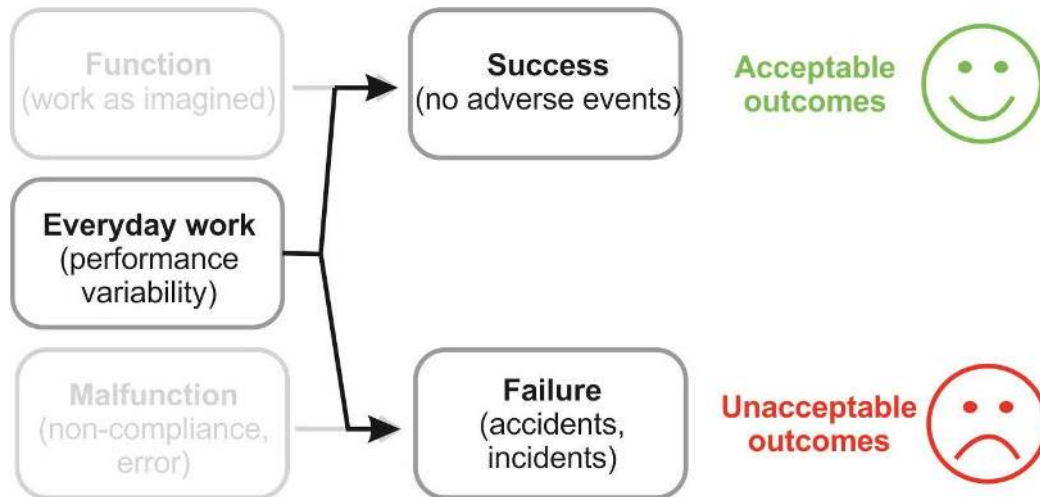 Function
(work as imagined)
Success
(no adverse events)
Acceptable
outcomes
Everyday work
(performance
variability)
Malfunction
(non-compliance,
error)
Failure
(accidents,
incidents)
Unacceptable
outcomes